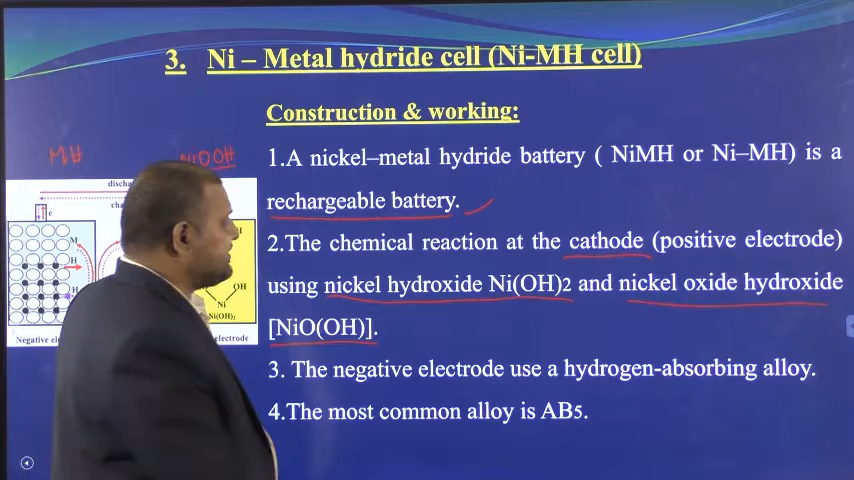 3. Ni – Metal hydride cell (Ni-MH cell)
Construction & working:
1.A nickel–metal hydride battery ( NiMH or Ni–MH) is a
rechargeable battery.
2.The chemical reaction at the cathode (positive electrode)
using nickel hydroxide Ni(OH)2 and nickel oxide hydroxide
[NiO(OH)].
3. The negative electrode use a hydrogen-absorbing alloy.
4.The most common alloy is AB5.
MH
NiOOH
e
M
H
H
OH
Ni
Ni(OH)₂
Negative
electrode